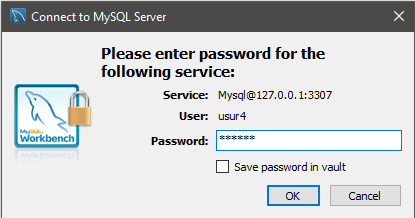 Connect to MySQL Server
Please enter password for the
following service:
Service: Mysql@127.0.0.1:3307
User: usur4
Password: ******
MySQL
Workbench
Save password in vault
OK Cancel